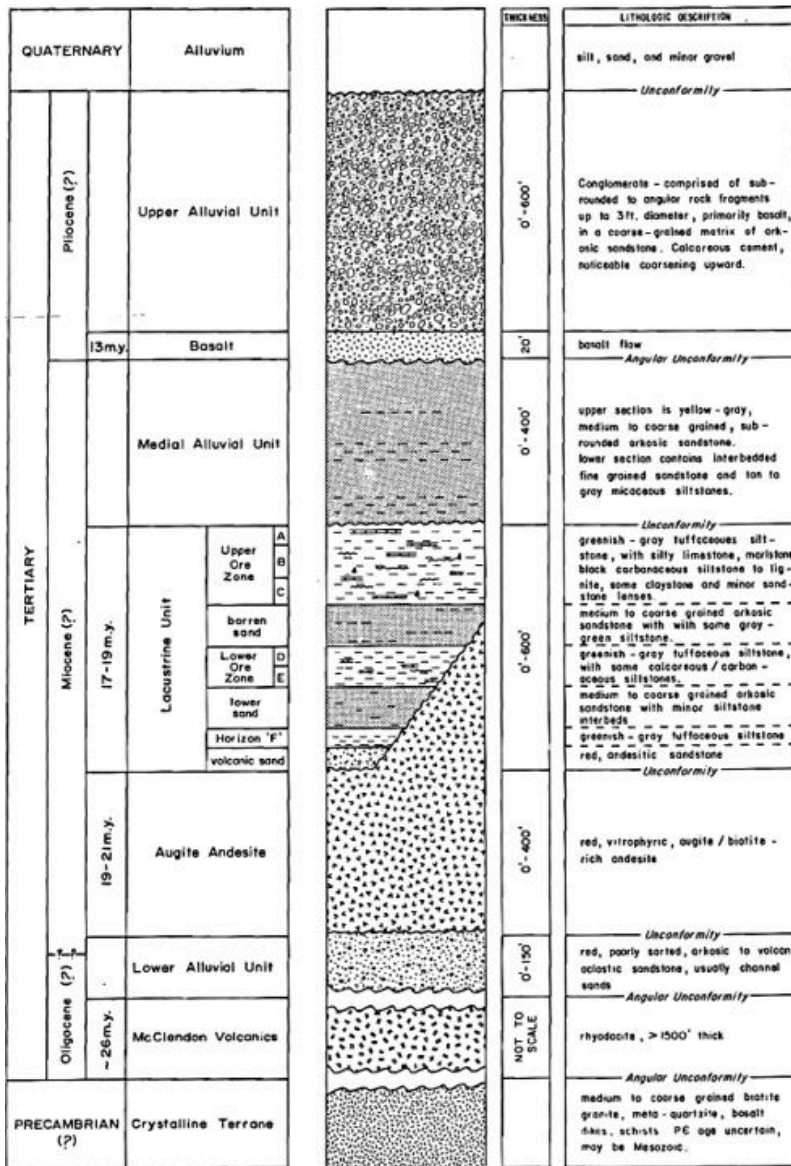 THICKNESS
LITHOLOGIC DESCRIPTION
QUATERNARY
Alluvium
silt, sand, and minor gravel
Unconformity
TERTIARY
Pliocene (?)
Upper Alluvial Unit
0'-600'
Conglomerate - comprised of sub-
rounded to angular rock fragments
up to 3 ft. diameter, primarily basalt,
in a coarse-grained matrix of ark-
osic sandstone. Calcareous cement,
noticeable coarsening upward.
13 m.y.
Basalt
20'
basalt flow
Angular Unconformity
Miocene (?)
Medial Alluvial Unit
0'-400'
upper section is yellow-gray,
medium to coarse grained, sub-
rounded arkosic sandstone.
lower section contains interbedded
fine grained sandstone and tan to
gray micaceous siltstones.
Unconformity
17-19 m.y.
Lacustrine Unit
Upper
Ore
Zone
A
B
C
0'-600'
greenish-gray tuffaceoues silt-
stone, with silty limestone, marlstone
black carbonaceous siltstone to lig-
nite, some claystone and minor sand-
stone lenses.
barren
sand
medium to coarse grained arkosic
sandstone with with some gray-
green siltstone.
Lower
Ore
Zone
D
E
greenish-gray tuffaceous siltstone,
with some calcareous / carbon-
aceous siltstones.
lower
sand
medium to coarse grained arkosic
sandstone with minor siltstone
interbeds
Horizon 'F'
greenish-gray tuffaceous siltstone
volcanic sand
red, andesitic sandstone
Unconformity
19-21 m.y.
Augite Andesite
0'-400'
red, vitrophyric, augite / biotite-
rich andesite
Unconformity
?-?
Oligocene (?)
Lower Alluvial Unit
0'-150'
red, poorly sorted, arkosic to volcan
oclastic sandstone, usually channel
sands
Angular Unconformity
~26 m.y.
McClendon Volcanics
NOT TO
SCALE
rhyodacite, >1500' thick
Angular Unconformity
PRECAMBRIAN
(?)
Crystalline Terrane
medium to coarse grained biotite
granite, meta-quartzite, basalt
dikes, schists. PЄ age uncertain,
may be Mesozoic.